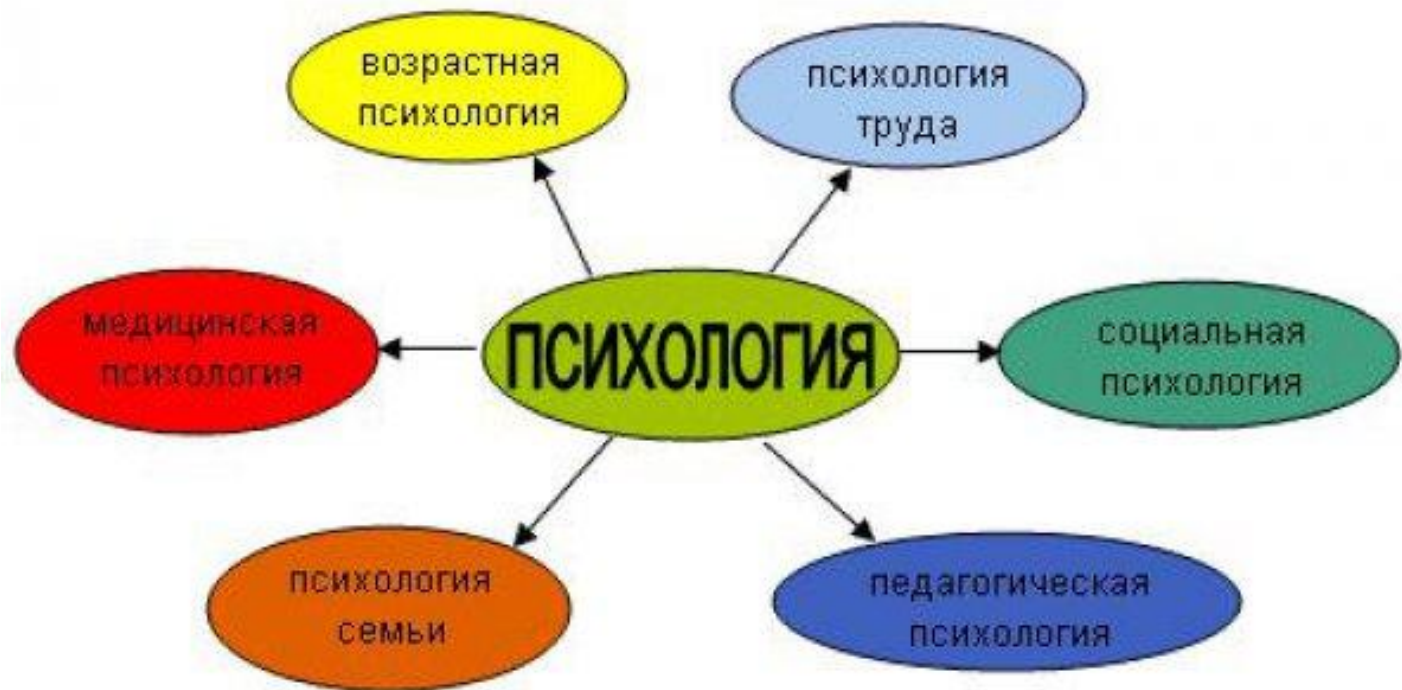 возрастная
психология
психология
труда
медицинская
психология
ПСИХОЛОГИЯ
социальная
психология
психология
семьи
педагогическая
психология